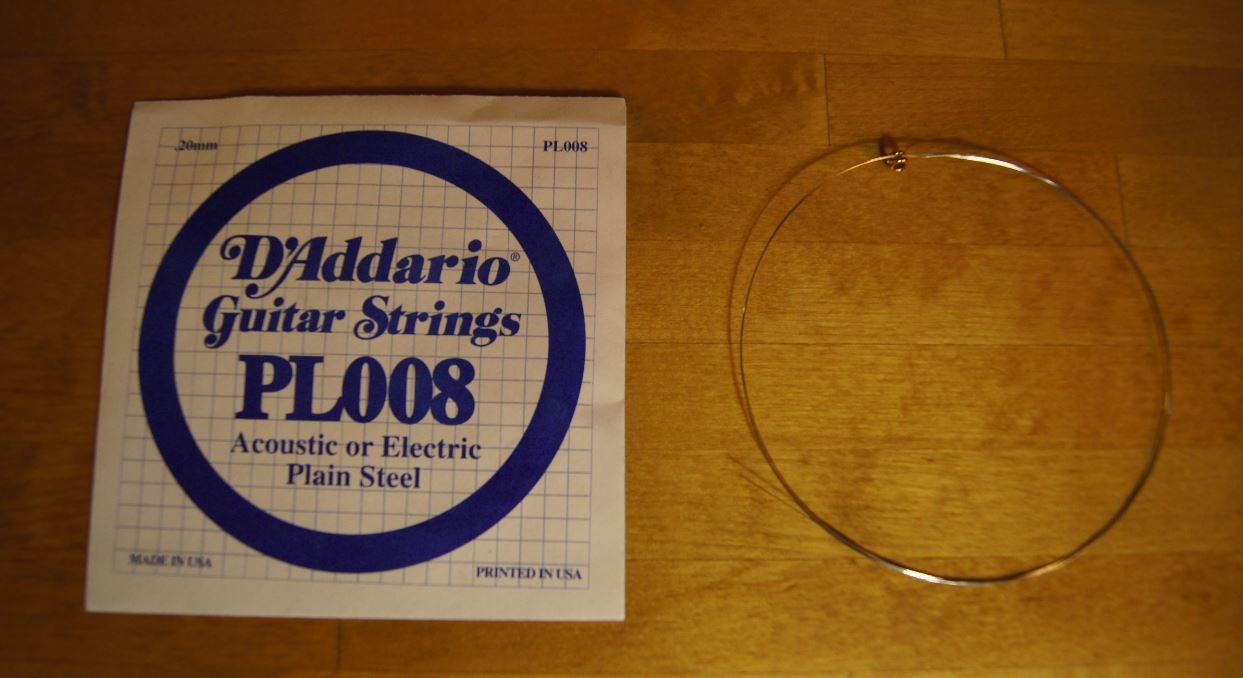 .20mm PL008
D'Addario®
Guitar Strings
PL008
Acoustic or Electric
Plain Steel
MADE IN USA
PRINTED IN USA